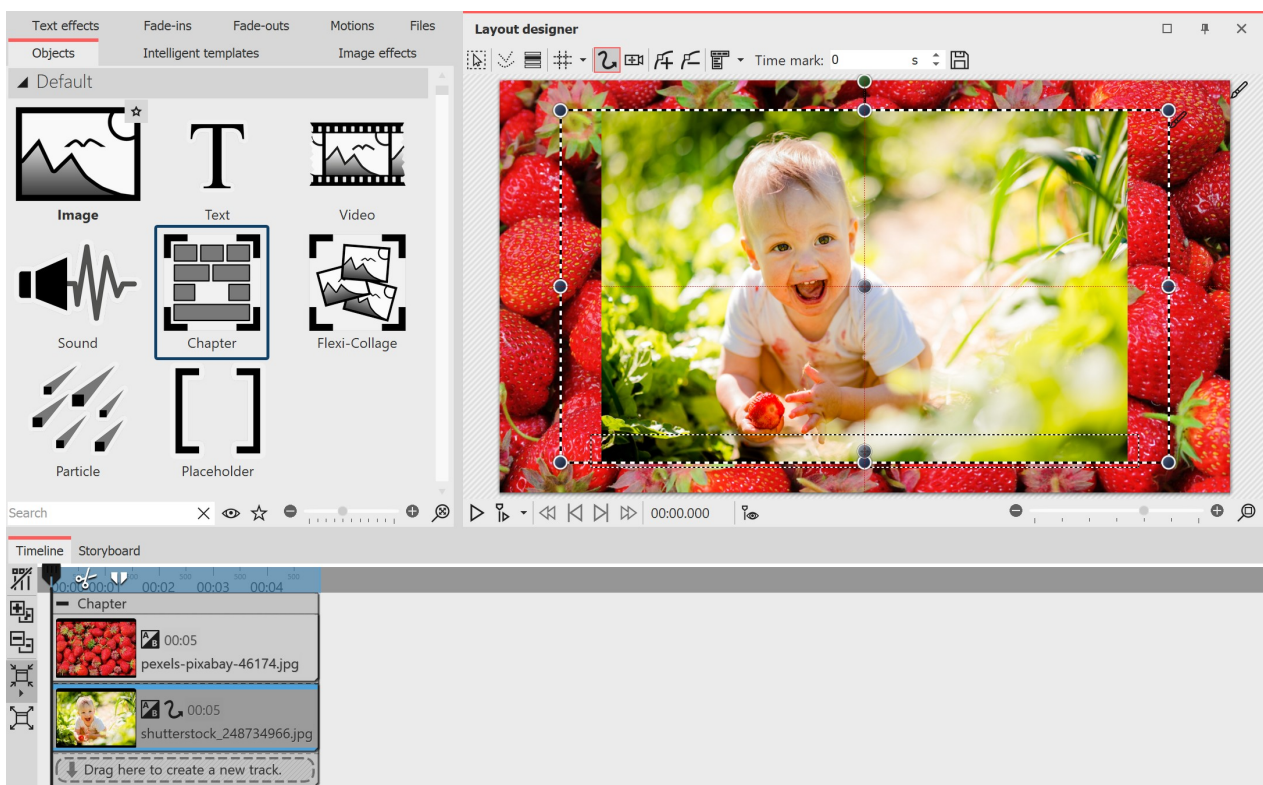 Text effects Fade-ins Fade-outs Motions Files
Objects Intelligent templates Image effects
Default
Image Text Video
Sound Chapter Flexi-Collage
Particle Placeholder
Search
Layout designer
Time mark: 0 s
00:00.000
Timeline Storyboard
00:01 00:02 00:03 00:04
Chapter
00:05
pexels-pixabay-46174.jpg
00:05
shutterstock_248734966.jpg
Drag here to create a new track.